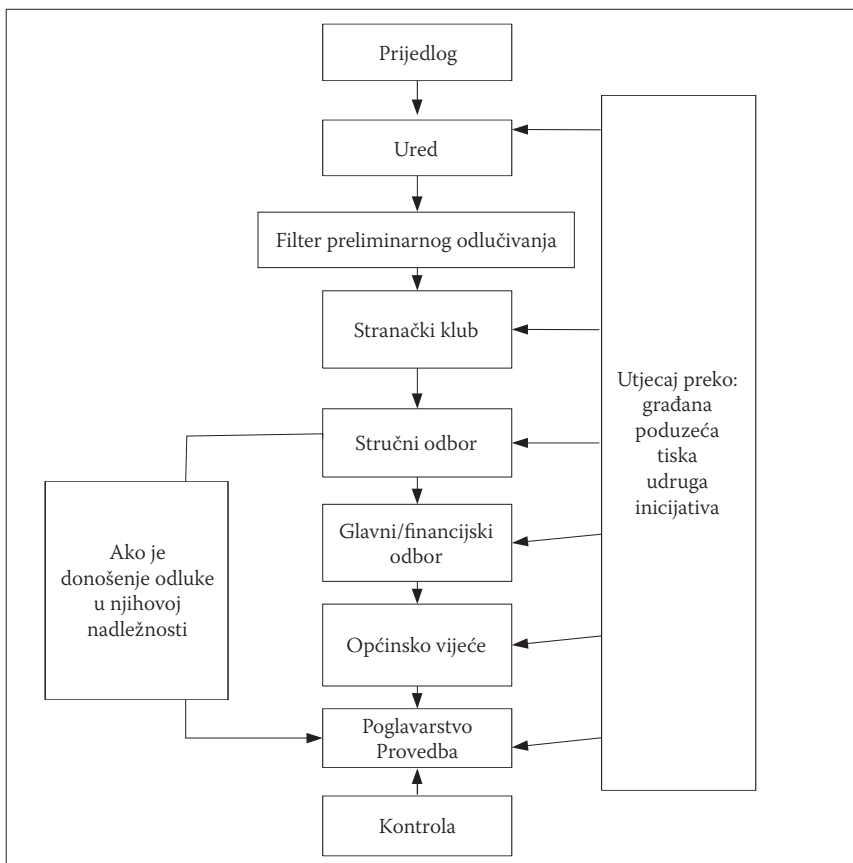 Prijedlog
Ured
Filter preliminarnog odlučivanja
Stranački klub
Stručni odbor
Glavni/financijski
odbor
Općinsko vijeće
Poglavarstvo
Provedba
Kontrola
Ako je
donošenje odluke
u njihovoj
nadležnosti
Utjecaj preko:
građana
poduzeća
tiska
udruga
inicijativa